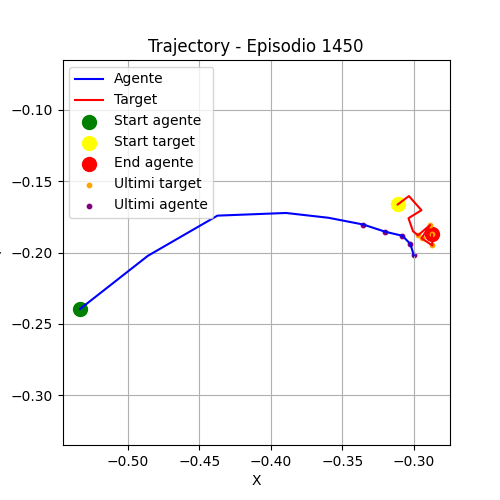 Trajectory - Episodio 1450
Agente
Target
Start agente
Start target
End agente
Ultimi target
Ultimi agente
−0.10
−0.15
−0.20
−0.25
−0.30
−0.50
−0.45
−0.40
−0.35
−0.30
X